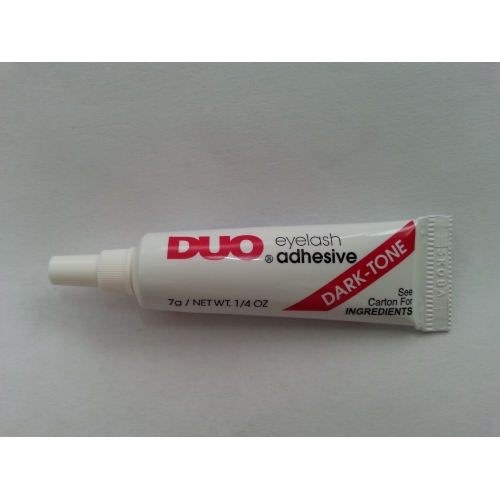 DUO
eyelash
® adhesive
DARK-TONE
7g / NET WT. 1/4 OZ
See
Carton For
INGREDIENTS